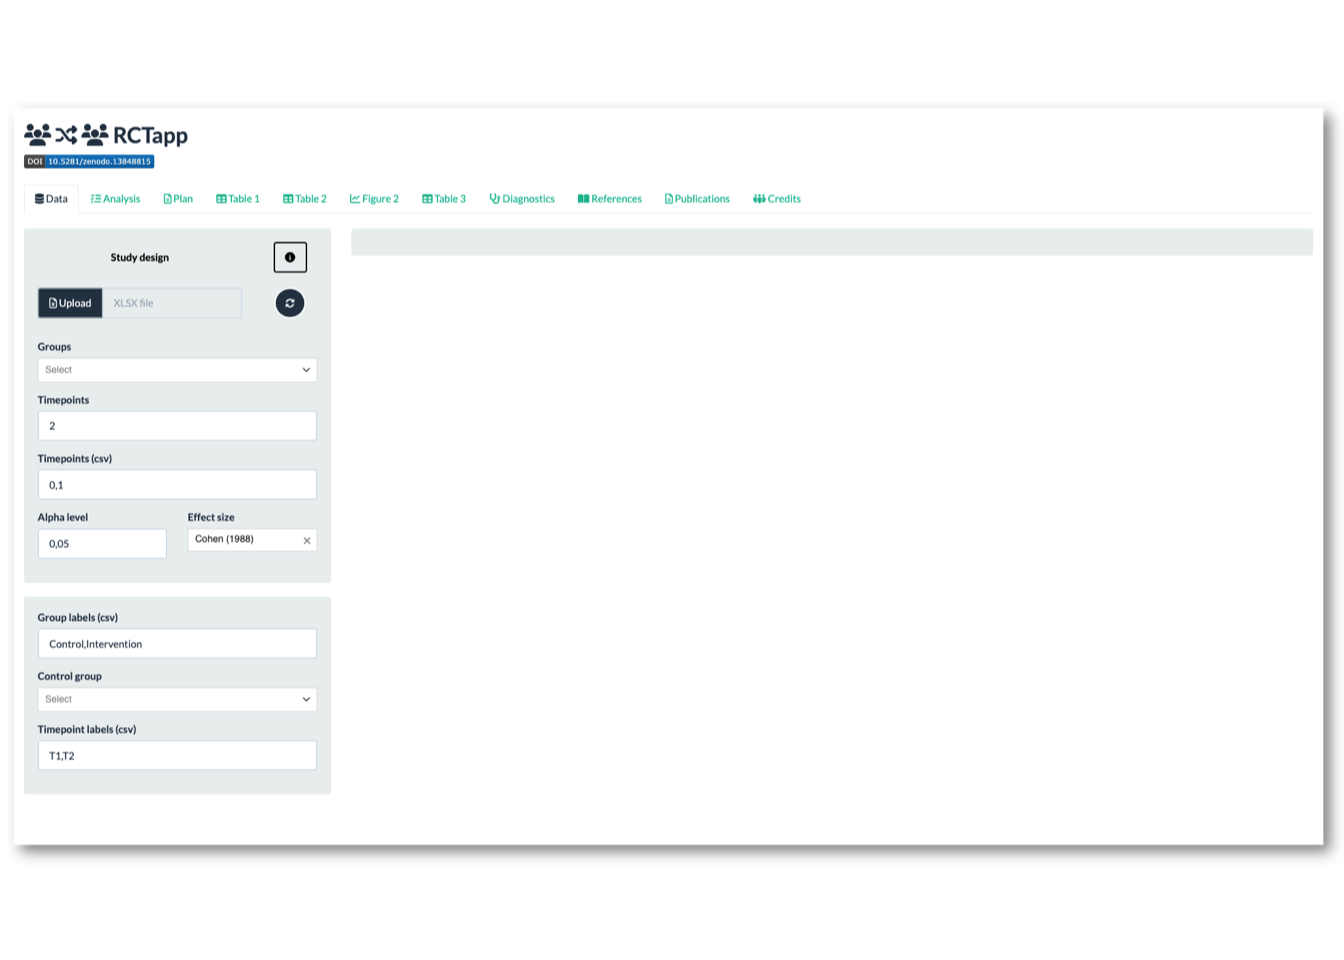 RCTapp
DOI 10.5281/zenodo.13848815
Data Analysis Plan Table 1 Table 2 Figure 2 Table 3 Diagnostics References Publications Credits
Study design
Upload XLSX file
Groups
Select
Timepoints
2
Timepoints (csv)
0,1
Alpha level Effect size
0,05 Cohen (1988)
Group labels (csv)
Control,Intervention
Control group
Select
Timepoint labels (csv)
T1,T2